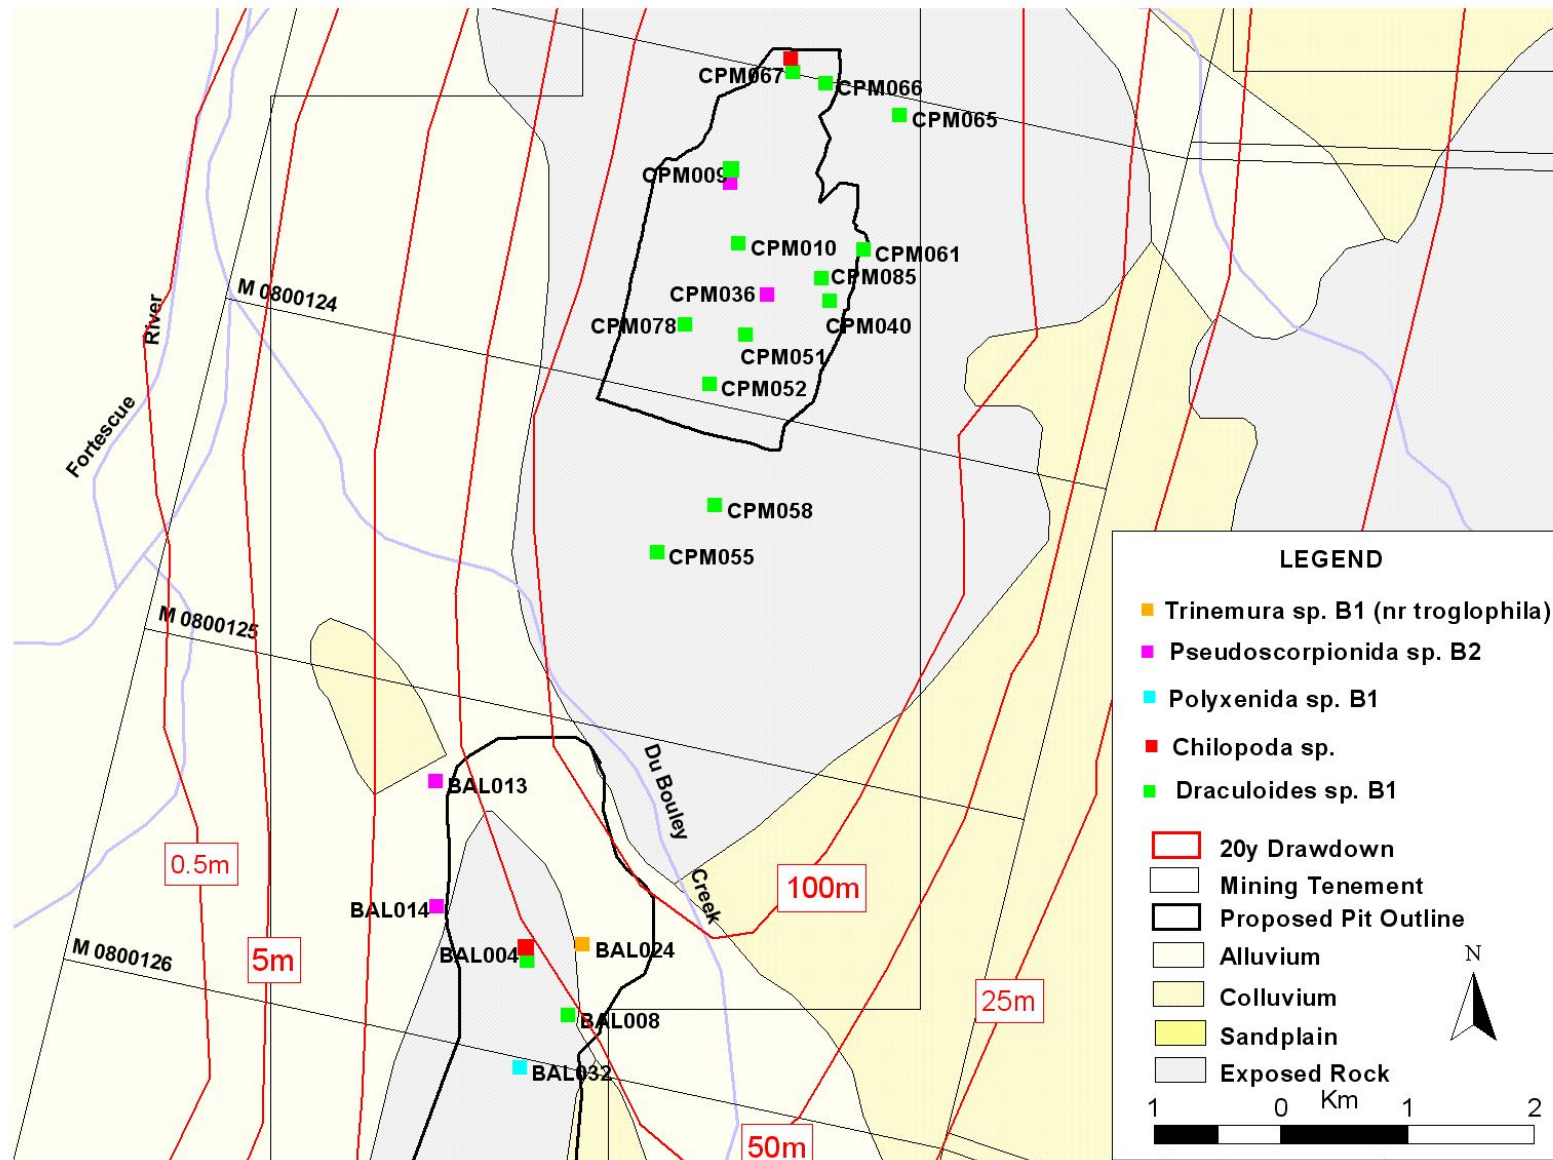 CPM067
CPM066
CPM065
CPM009
CPM010
CPM061
CPM085
CPM036
CPM040
CPM078
CPM051
CPM052
CPM058
CPM055
M 0800124
Fortescue River
M 0800125
M 0800126
BAL013
BAL014
BAL004
BAL024
BAL008
BAL032
Du Bouley Creek
0.5m
5m
100m
25m
50m
LEGEND
Trinemura sp. B1 (nr troglophila)
Pseudoscorpionida sp. B2
Polyxenida sp. B1
Chilopoda sp.
Draculoides sp. B1
20y Drawdown
Mining Tenement
Proposed Pit Outline
Alluvium
Colluvium
Sandplain
Exposed Rock
N
Km
1 0 1 2